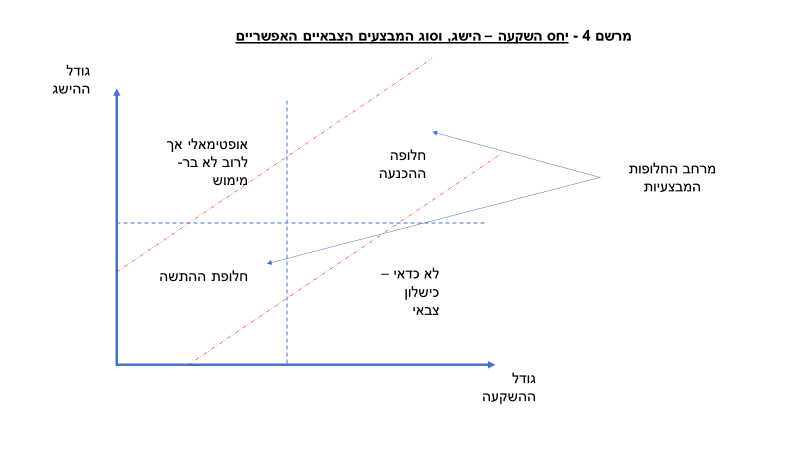 מרשם 4 - יחס השקעה – הישג, וסוג המבצעים הצבאיים האפשריים
גודל
ההישג
אופטימאלי אך
לרוב לא בר-
מימוש
חלופה
ההכנעה
מרחב החלופות
המבצעיות
חלופת ההתשה
לא כדאי –
כישלון
צבאי
גודל
ההשקעה